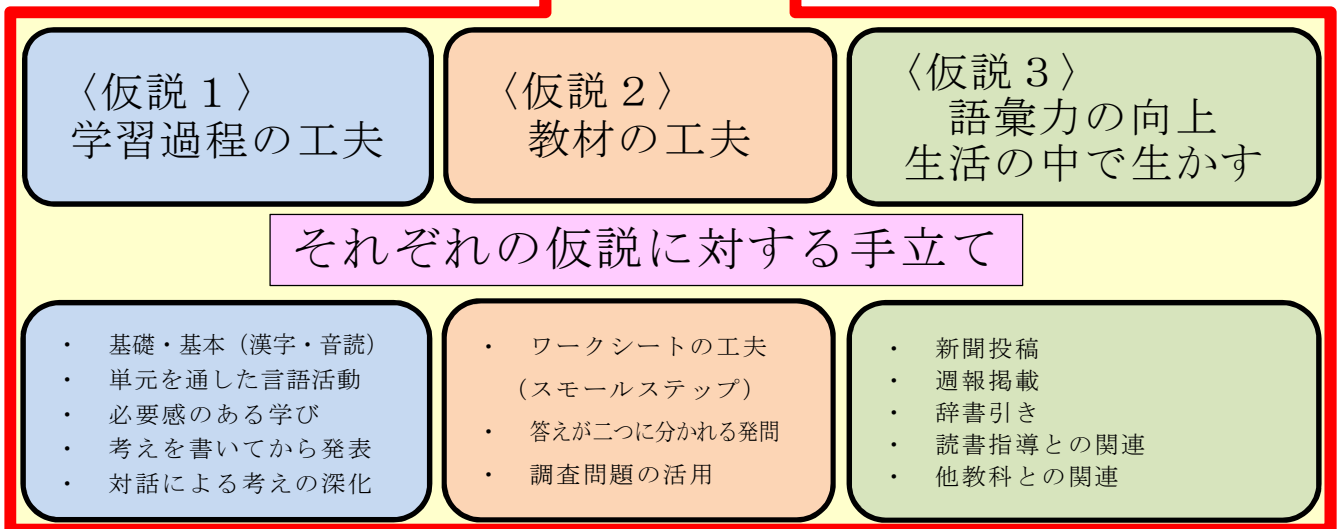 〈仮説１〉
学習過程の工夫
〈仮説２〉
教材の工夫
〈仮説３〉
語彙力の向上
生活の中で生かす
それぞれの仮説に対する手立て
・ 基礎・基本（漢字・音読）
・ 単元を通した言語活動
・ 必要感のある学び
・ 考えを書いてから発表
・ 対話による考えの深化
・ ワークシートの工夫
（スモールステップ）
・ 答えが二つに分かれる発問
・ 調査問題の活用
・ 新聞投稿
・ 週報掲載
・ 辞書引き
・ 読書指導との関連
・ 他教科との関連